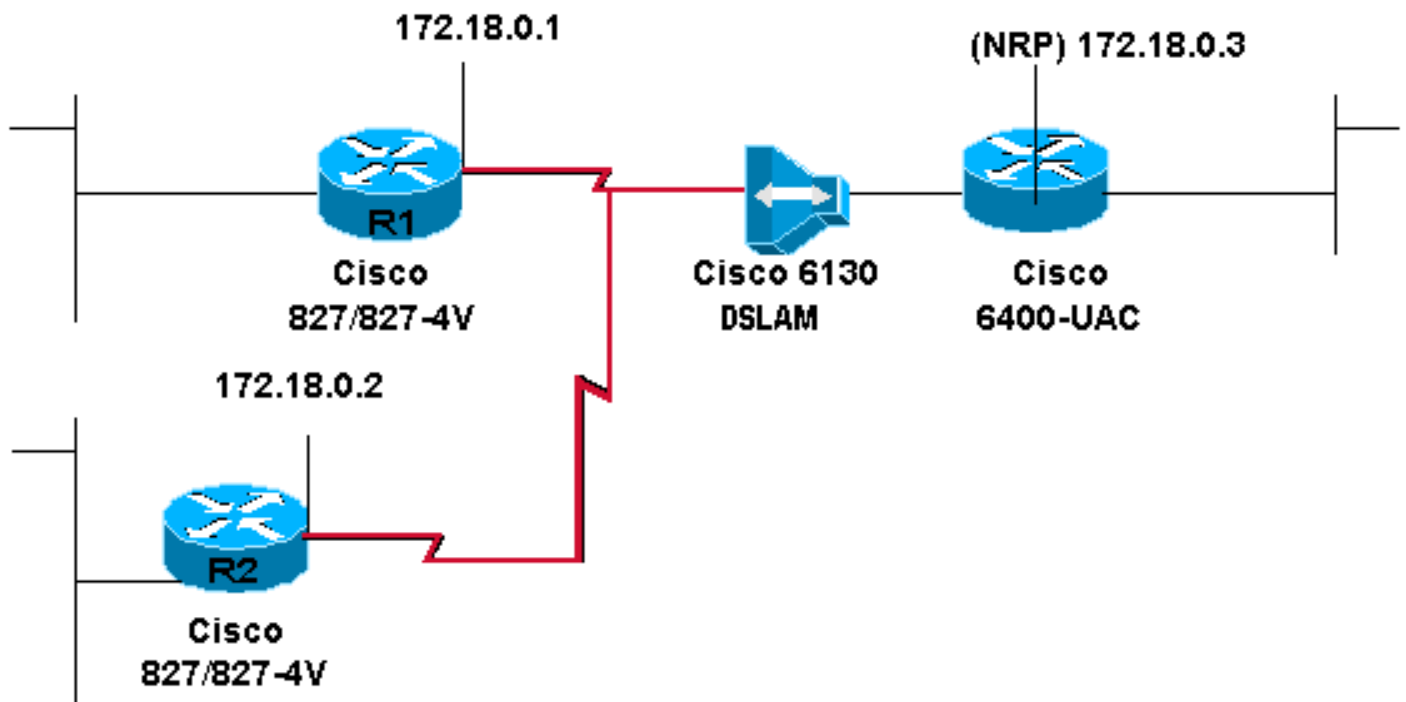 172.18.0.1
(NRP) 172.18.0.3
R1
Cisco
827/827-4V
Cisco 6130
DSLAM
Cisco
6400-UAC
172.18.0.2
R2
Cisco
827/827-4V